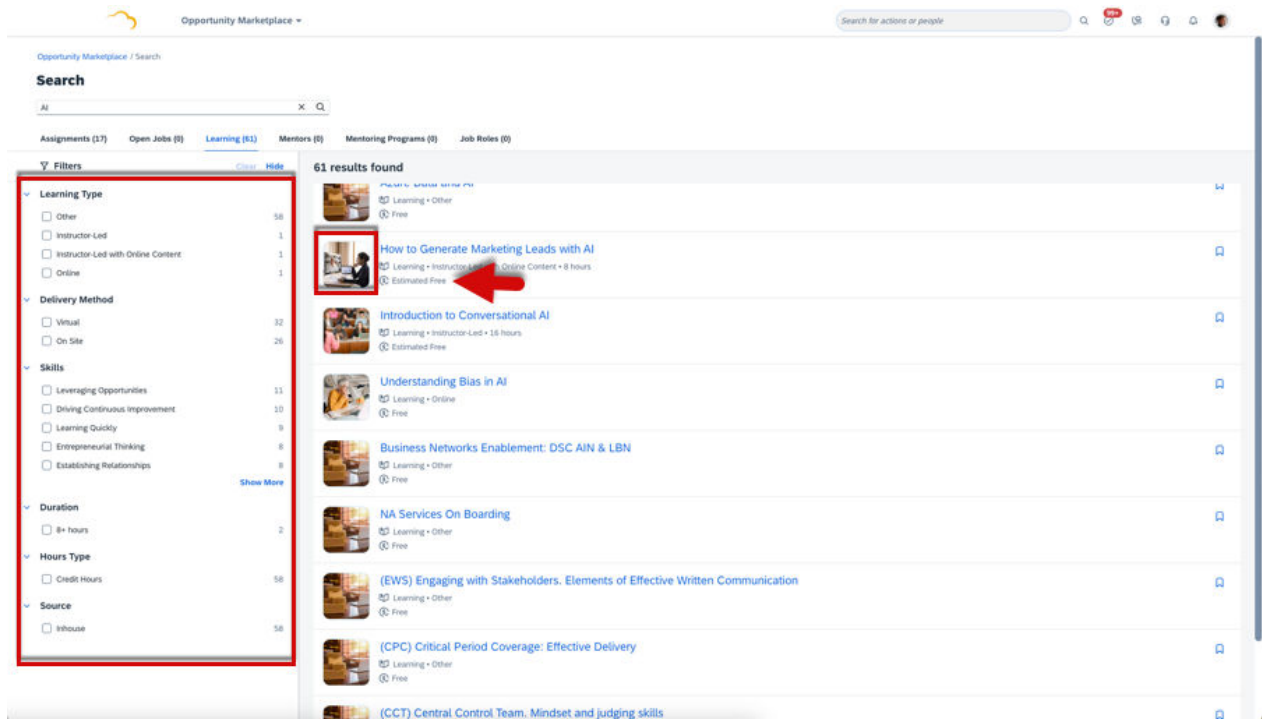 Opportunity Marketplace
Search for actions or people
99+
Opportunity Marketplace / Search
Search
AI
Assignments (17) Open Jobs (0) Learning (61) Mentors (0) Mentoring Programs (0) Job Roles (0)
Filters Clear Hide
Learning Type
Other 58
Instructor-Led 1
Instructor-Led with Online Content 1
Online 1
Delivery Method
Virtual 32
On Site 26
Skills
Leveraging Opportunities 11
Driving Continuous Improvement 10
Learning Quickly 9
Entrepreneurial Thinking 8
Establishing Relationships 8
Show More
Duration
8+ hours 2
Hours Type
Credit Hours 58
Source
Inhouse 58
61 results found
Azure Data and AI
Learning • Other
Free
How to Generate Marketing Leads with AI
Learning • Instructor-Led with Online Content • 8 hours
Estimated Free
Introduction to Conversational AI
Learning • Instructor-Led • 16 hours
Estimated Free
Understanding Bias in AI
Learning • Online
Free
Business Networks Enablement: DSC AIN & LBN
Learning • Other
Free
NA Services On Boarding
Learning • Other
Free
(EWS) Engaging with Stakeholders. Elements of Effective Written Communication
Learning • Other
Free
(CPC) Critical Period Coverage: Effective Delivery
Learning • Other
Free
(CCT) Central Control Team. Mindset and judging skills